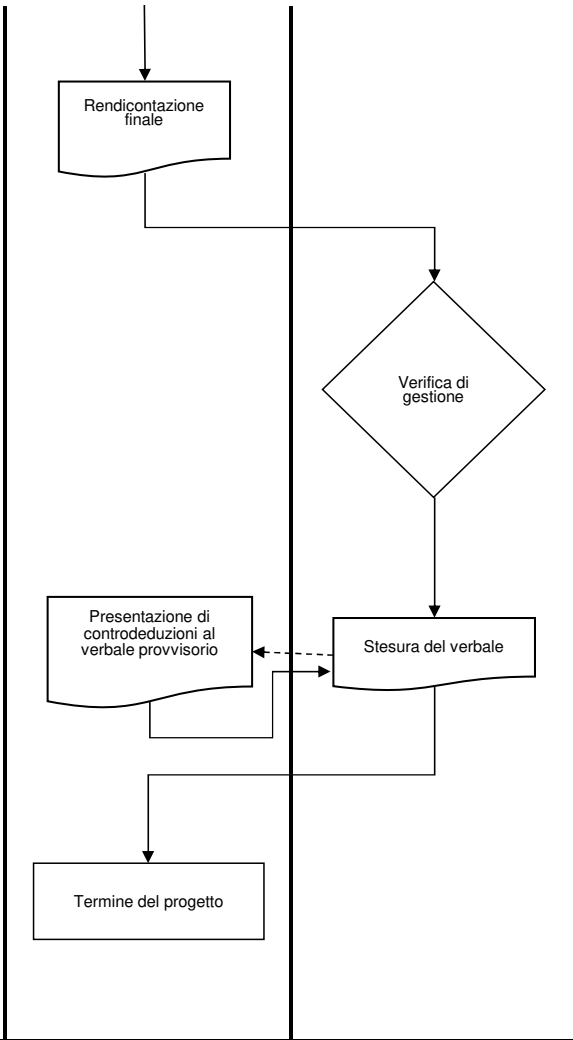 Rendicontazione
finale
Verifica di
gestione
Presentazione di
controdeduzioni al
verbale provvisorio
Stesura del verbale
Termine del progetto